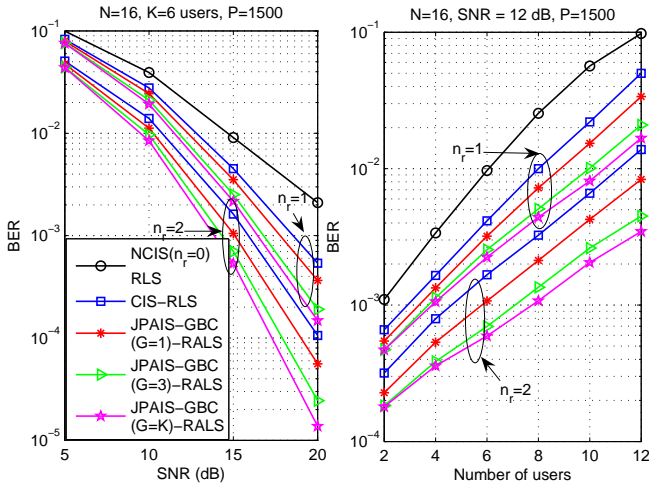 N=16, K=6 users, P=1500
10^-1
10^-2
10^-3
10^-4
10^-5
BER
5
10
15
20
SNR (dB)
n_r=1
n_r=2
NCIS(n_r=0)
RLS
CIS−RLS
JPAIS−GBC
(G=1)−RALS
JPAIS−GBC
(G=3)−RALS
JPAIS−GBC
(G=K)−RALS
N=16, SNR = 12 dB, P=1500
10^-1
10^-2
10^-3
10^-4
BER
2
4
6
8
10
12
Number of users
n_r=1
n_r=2